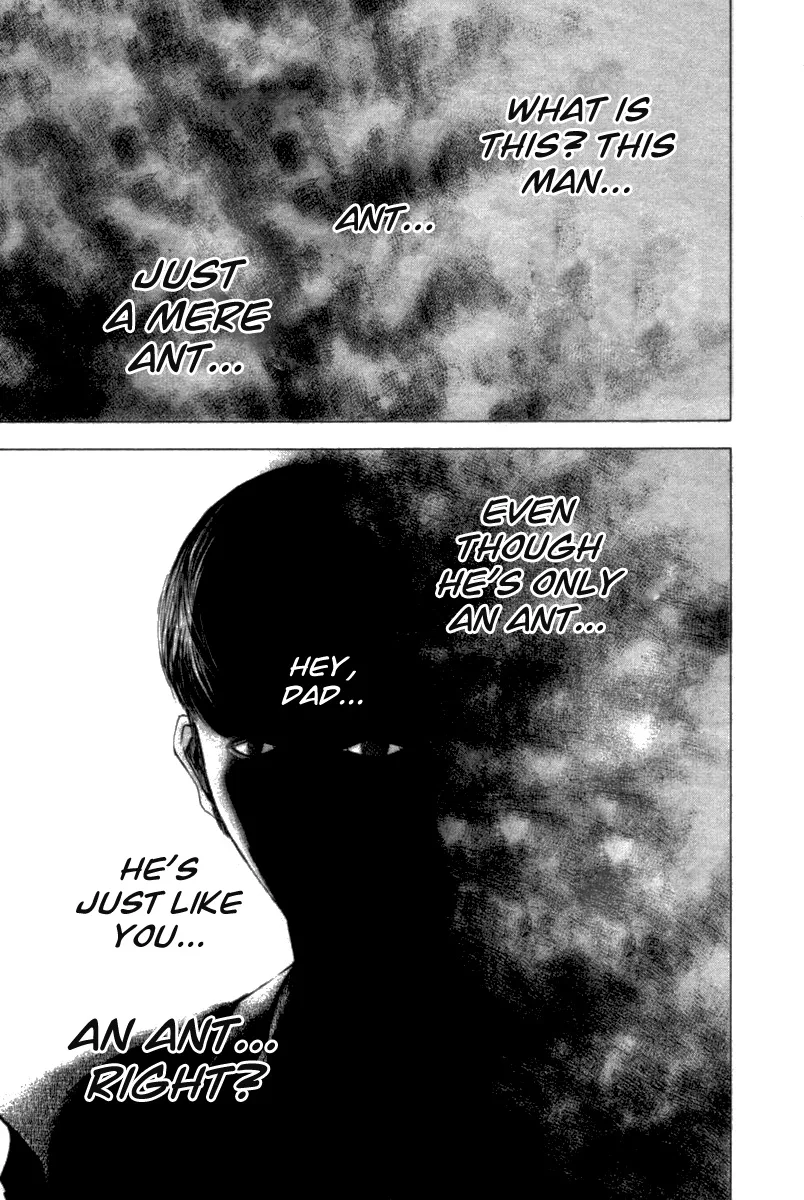 WHAT IS
THIS? THIS
MAN...
ANT...
JUST
A MERE
ANT...
EVEN
THOUGH
HE'S ONLY
AN ANT...
HEY,
DAD...
HE'S
JUST LIKE
YOU...
AN ANT...
RIGHT?